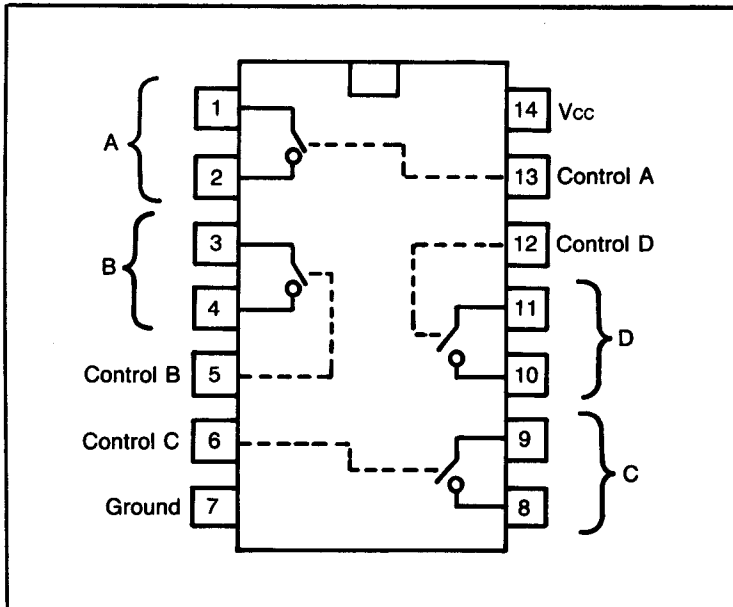 1
14 Vcc
A
2
13 Control A
3
12 Control D
B
4
11
D
Control B 5
10
Control C 6
9
C
Ground 7
8